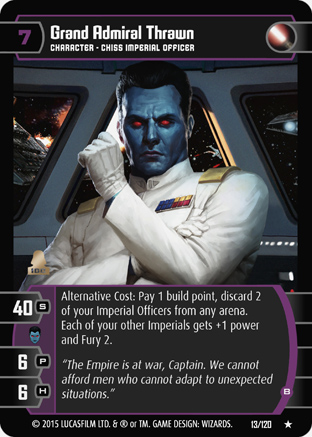 7 Grand Admiral Thrawn
CHARACTER - CHISS IMPERIAL OFFICER
40 S
6 P
6 H
Alternative Cost: Pay 1 build point, discard 2
of your Imperial Officers from any arena.
Each of your other Imperials gets +1 power
and Fury 2.
“The Empire is at war, Captain. We cannot
afford men who cannot adapt to unexpected
situations.”
B
© 2015 LUCASFILM LTD. & ® or TM. GAME DESIGN: WIZARDS. 13/120 ★